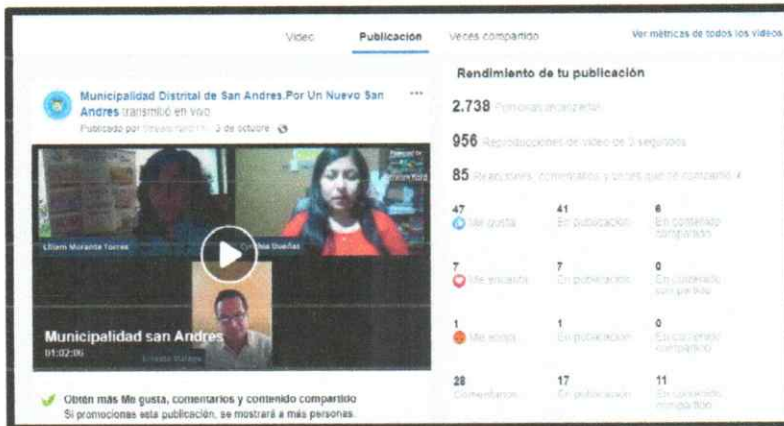 Video Publicación Veces compartido Ver métricas de todos los videos
Municipalidad Distrital de San Andres.Por Un Nuevo San
Andres transmitió en vivo
Publicado por 3 de octubre
Liliam Morante Torres
Cynthia Dueñas
Municipalidad san Andres
01:02:06
Obtén más Me gusta, comentarios y contenido compartido
Si promocionas esta publicación, se mostrará a más personas.
Rendimiento de tu publicación
2.738 Personas alcanzadas
956 Reproducciones de video de 3 segundos
85 Reacciones, comentarios y veces que se compartió
47 41 6
Me gusta En publicación En contenido
compartido
7 7 0
Me encanta En publicación En contenido
compartido
1 1 0
Me enoja En publicación En contenido
compartido
28 17 11
Comentarios En publicación En contenido
compartido